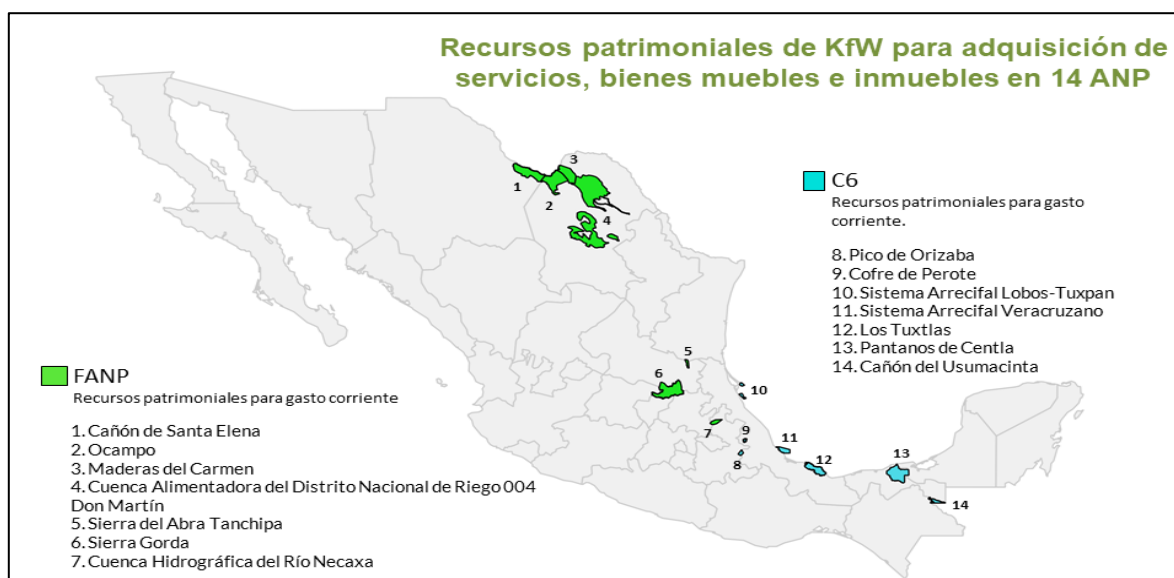 Recursos patrimoniales de KfW para adquisición de
servicios, bienes muebles e inmuebles en 14 ANP
C6
Recursos patrimoniales para gasto
corriente.
8. Pico de Orizaba
9. Cofre de Perote
10. Sistema Arrecifal Lobos-Tuxpan
11. Sistema Arrecifal Veracruzano
12. Los Tuxtlas
13. Pantanos de Centla
14. Cañón del Usumacinta
FANP
Recursos patrimoniales para gasto corriente
1. Cañón de Santa Elena
2. Ocampo
3. Maderas del Carmen
4. Cuenca Alimentadora del Distrito Nacional de Riego 004
Don Martín
5. Sierra del Abra Tanchipa
6. Sierra Gorda
7. Cuenca Hidrográfica del Río Necaxa
1
2
3
4
5
6
7
8
9
10
11
12
13
14